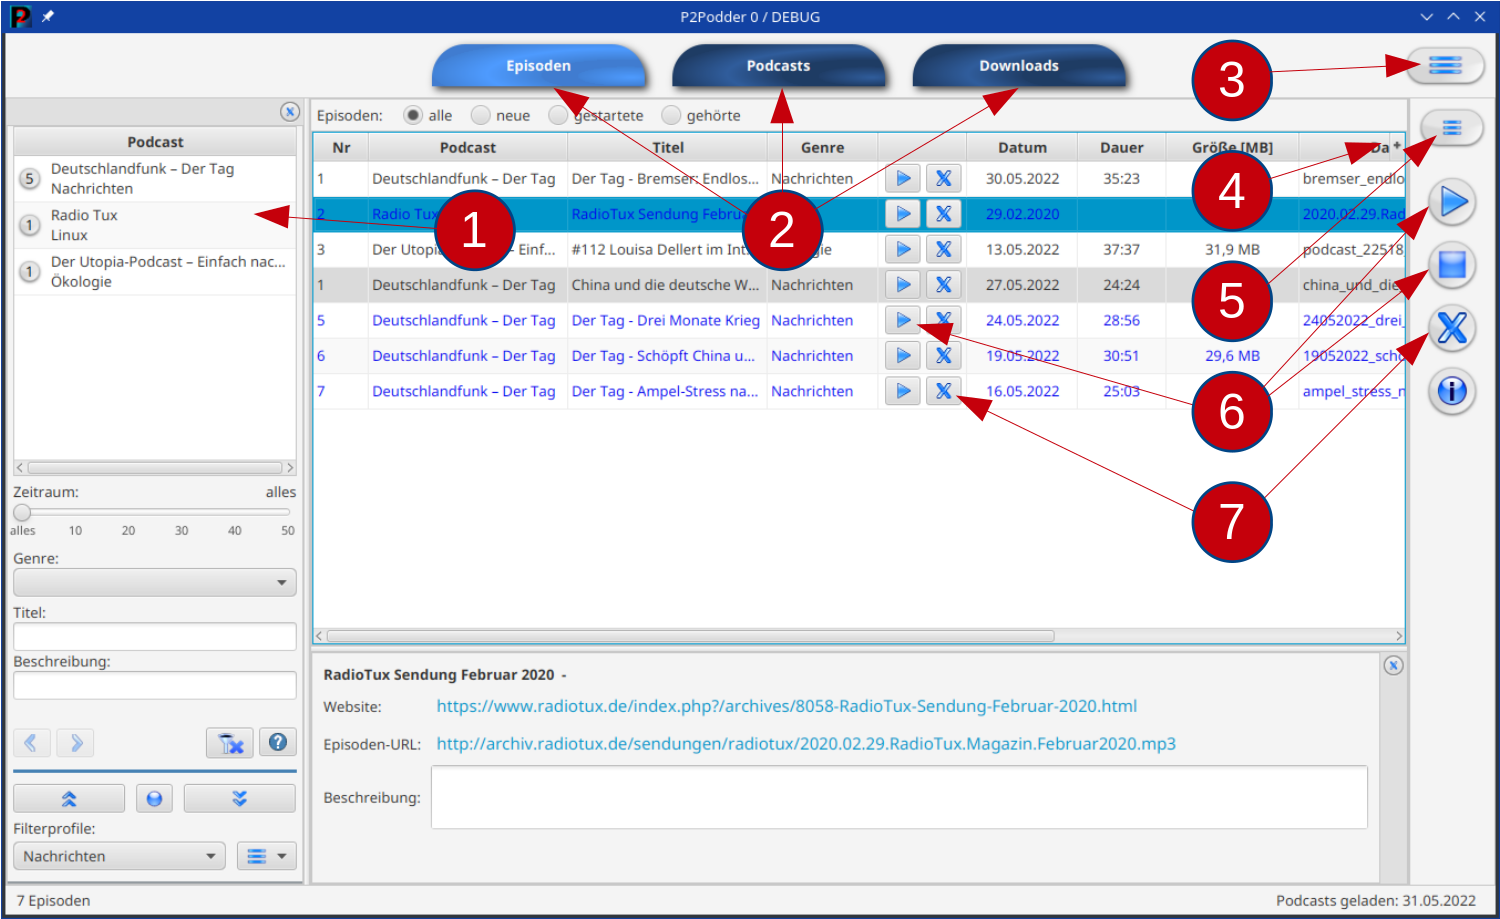 P2Podder 0 / DEBUG
Episoden Podcasts Downloads
3
Podcast
5 Deutschlandfunk – Der Tag
Nachrichten
1 Radio Tux
Linux
1 Der Utopia-Podcast – Einfach nac...
Ökologie
Zeitraum: alles
alles 10 20 30 40 50
Genre:
Titel:
Beschreibung:
Filterprofile:
Nachrichten
Episoden: alle neue gestartete gehörte
Nr Podcast Titel Genre Datum Dauer Größe [MB] Da +
1 Deutschlandfunk – Der Tag Der Tag - Bremser: Endlos... Nachrichten 30.05.2022 35:23 bremser_endlo
2 Radio Tux RadioTux Sendung Febru 29.02.2020 2020.02.29.Rad
3 Der Utop – Einf... #112 Louisa Dellert im Int... gie 13.05.2022 37:37 31,9 MB podcast_22518
1 Deutschlandfunk – Der Tag China und die deutsche W... Nachrichten 27.05.2022 24:24 china_und_die
5 Deutschlandfunk – Der Tag Der Tag - Drei Monate Krieg Nachrichten 24.05.2022 28:56 24052022_drei_
6 Deutschlandfunk – Der Tag Der Tag - Schöpft China u... Nachrichten 19.05.2022 30:51 29,6 MB 19052022_schö
7 Deutschlandfunk – Der Tag Der Tag - Ampel-Stress na... Nachrichten 16.05.2022 25:03 ampel_stress_n
1
2
4
5
6
7
RadioTux Sendung Februar 2020 -
Website: https://www.radiotux.de/index.php?/archives/8058-RadioTux-Sendung-Februar-2020.html
Episoden-URL: http://archiv.radiotux.de/sendungen/radiotux/2020.02.29.RadioTux.Magazin.Februar2020.mp3
Beschreibung:
7 Episoden
Podcasts geladen: 31.05.2022